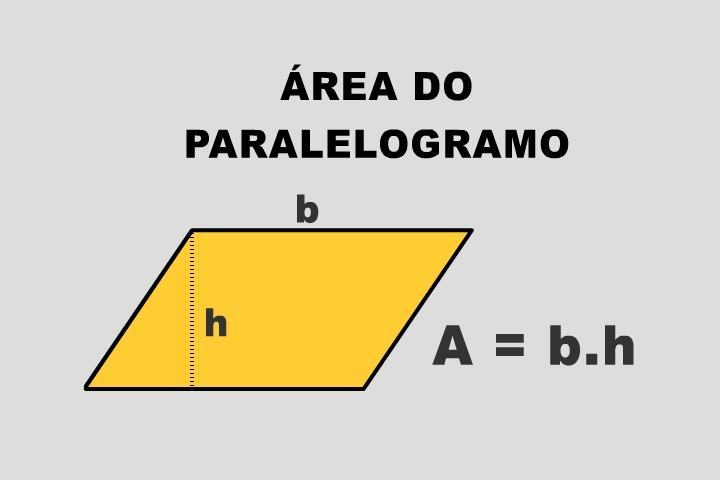 ÁREA DO
PARALELOGRAMO
b
h
A = b.h